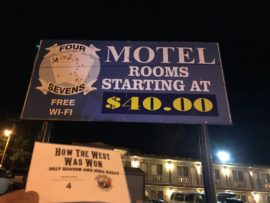 FOUR
SEVENS
FREE
WI-FI
MOTEL
ROOMS
STARTING AT
$40.00
HOW THE WEST
WAS WON
4